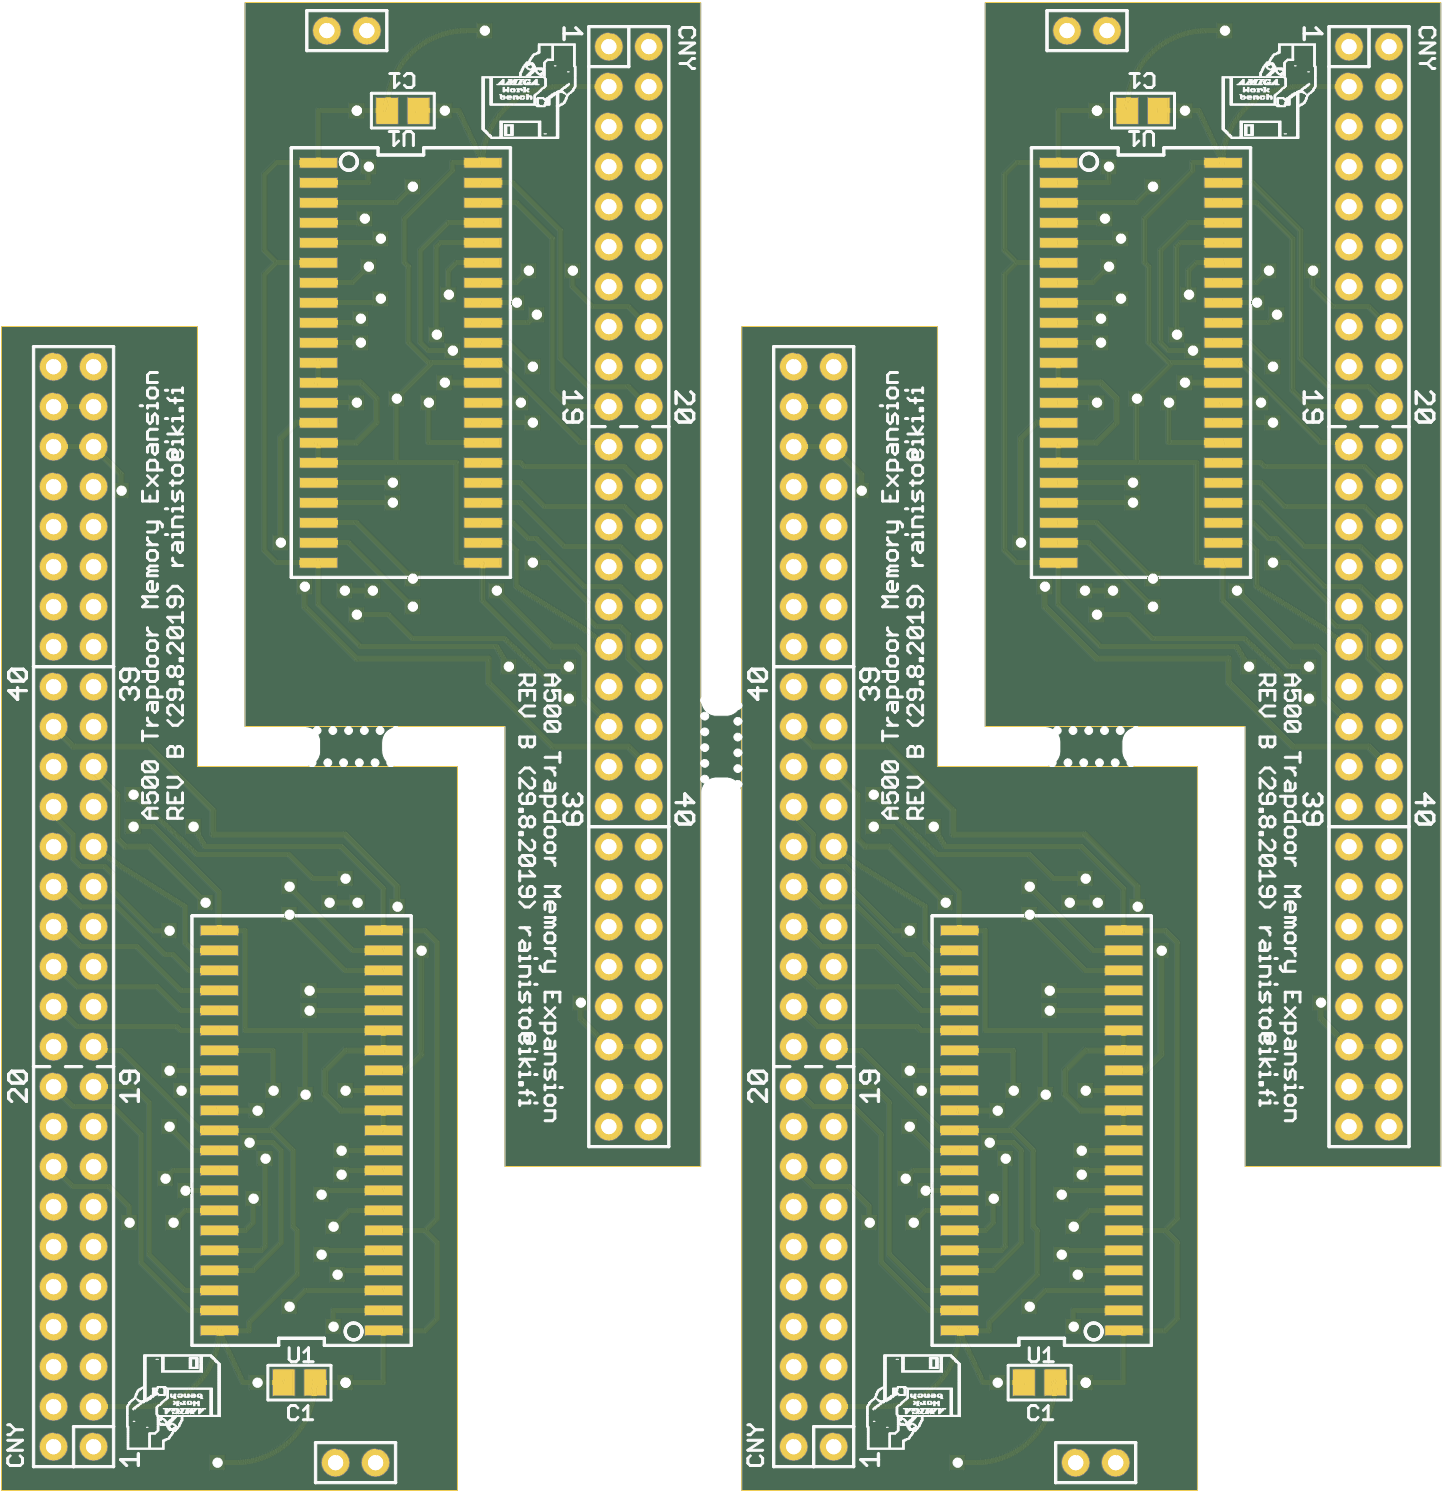 CNY
1
C1
U1
AMIGA
Work
bench
19
20
A500 Trapdoor Memory Expansion
REV B (29.8.2019) rainisto@iki.fi
39
40
CNY
1
C1
U1
AMIGA
Work
bench
19
20
A500 Trapdoor Memory Expansion
REV B (29.8.2019) rainisto@iki.fi
39
40
40
39
A500 Trapdoor Memory Expansion
REV B (29.8.2019) rainisto@iki.fi
20
19
U1
C1
AMIGA
Work
bench
CNY
1
40
39
A500 Trapdoor Memory Expansion
REV B (29.8.2019) rainisto@iki.fi
20
19
U1
C1
AMIGA
Work
bench
CNY
1